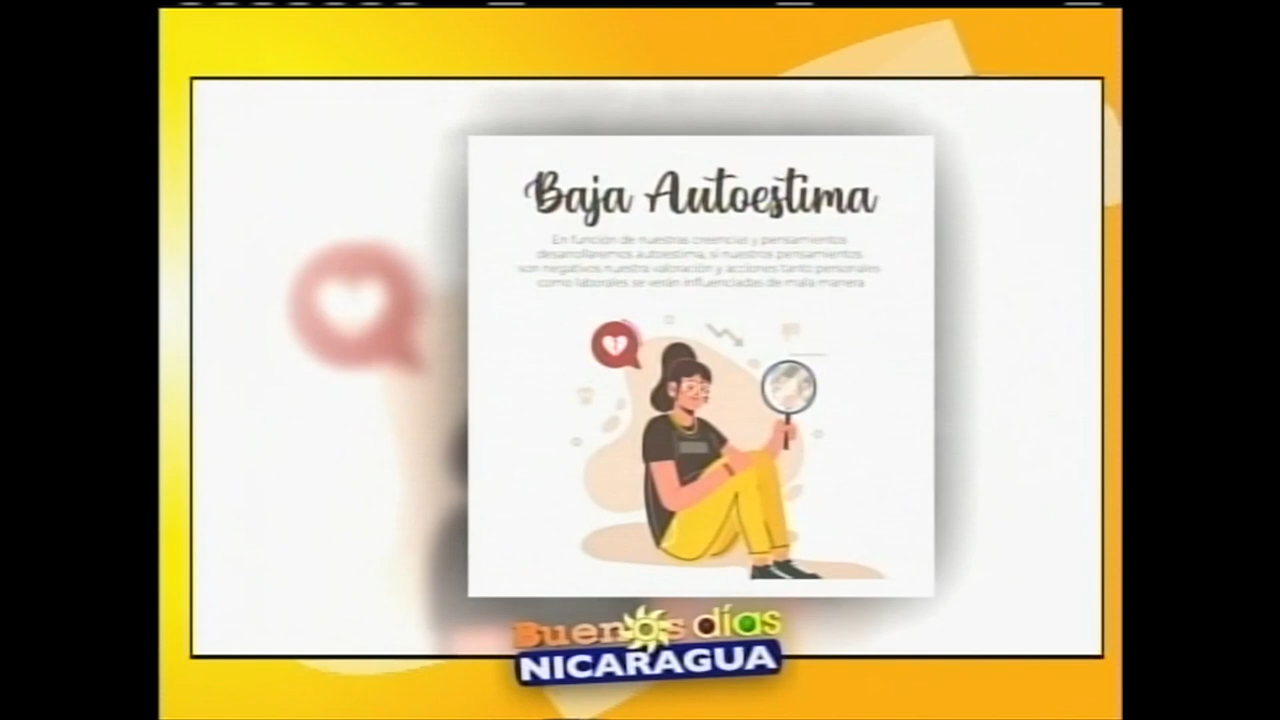 Baja Autoestima
En función de nuestras creencias y pensamientos
desarrollaremos autoestima, si nuestros pensamientos
son negativos nuestra valoración y acciones tanto personales
como laborales se verán influenciadas de mala manera
Buenos días
NICARAGUA